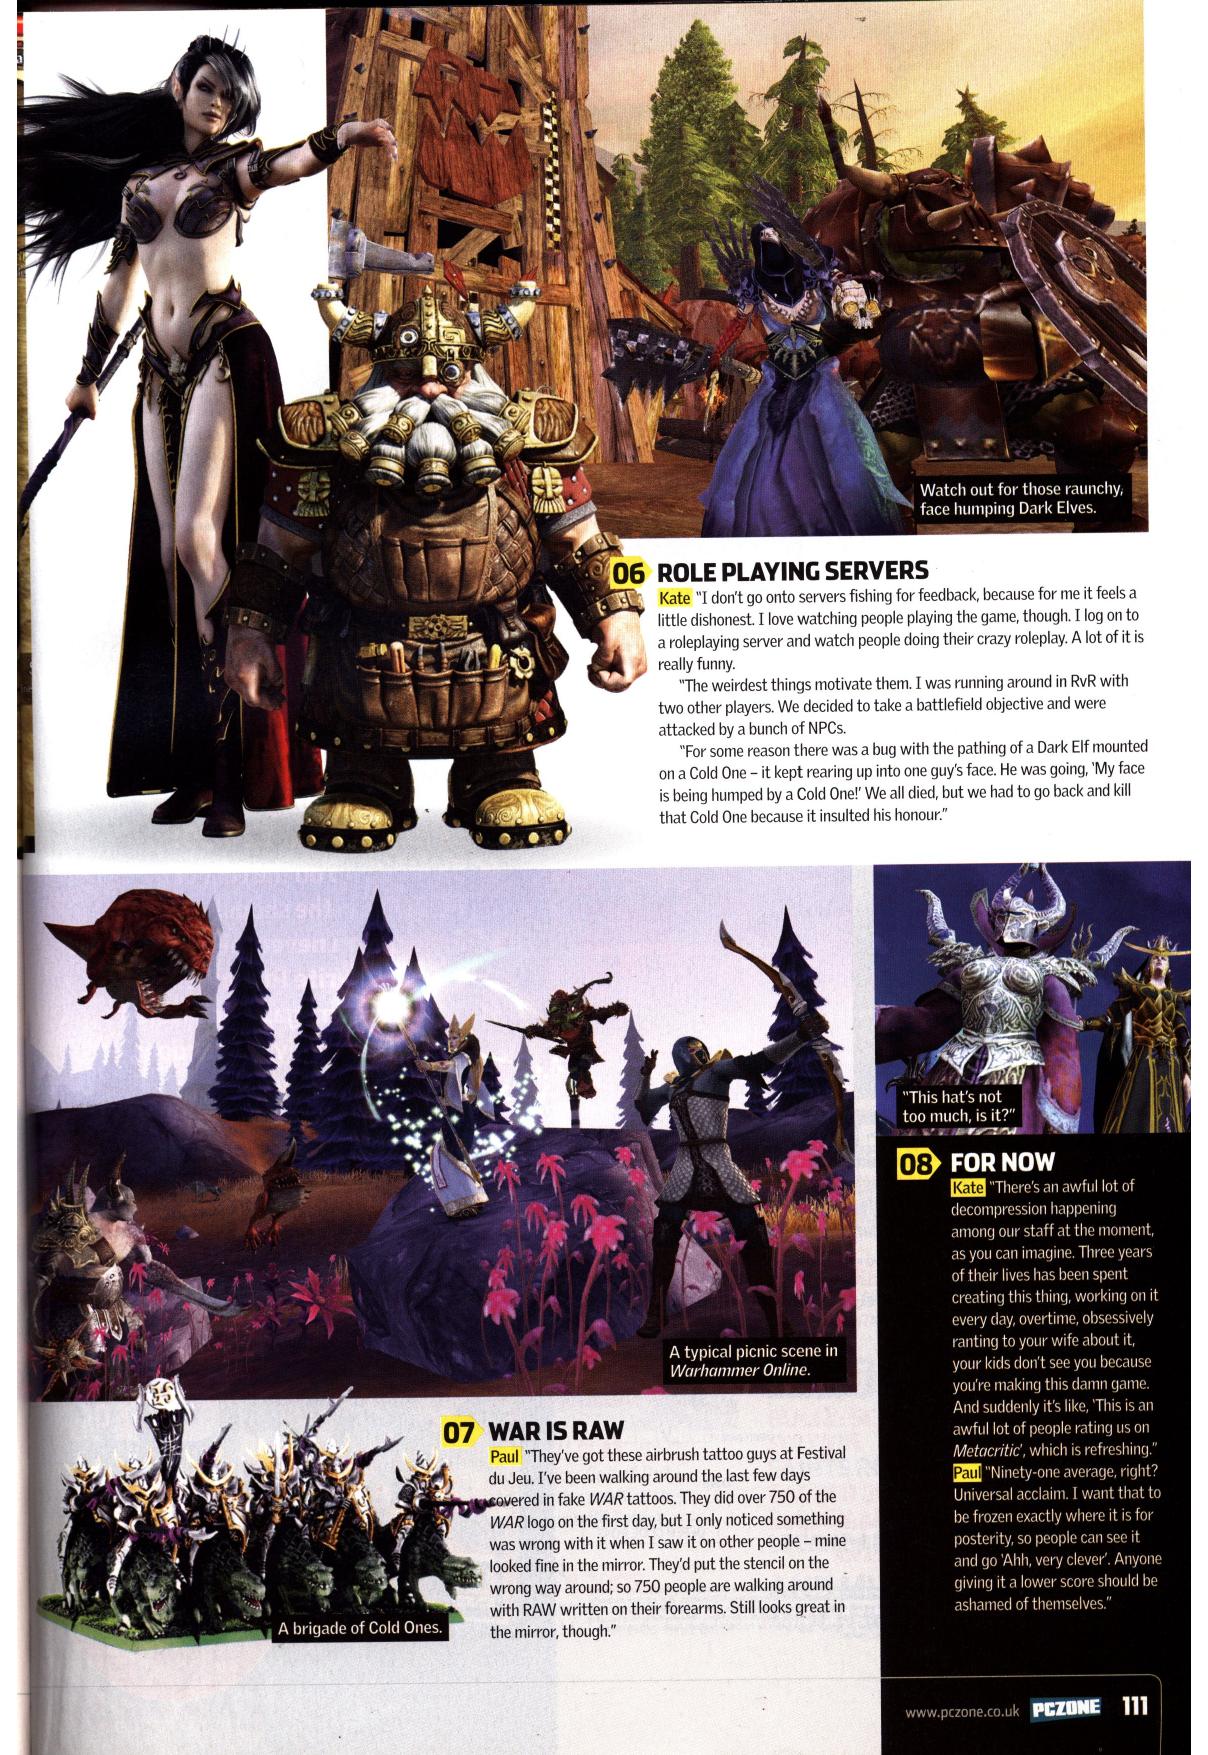 Watch out for those raunchy,
face humping Dark Elves.
06 ROLE PLAYING SERVERS
Kate "I don't go onto servers fishing for feedback, because for me it feels a
little dishonest. I love watching people playing the game, though. I log on to
a roleplaying server and watch people doing their crazy roleplay. A lot of it is
really funny.
"The weirdest things motivate them. I was running around in RvR with
two other players. We decided to take a battlefield objective and were
attacked by a bunch of NPCs.
"For some reason there was a bug with the pathing of a Dark Elf mounted
on a Cold One – it kept rearing up into one guy's face. He was going, 'My face
is being humped by a Cold One!' We all died, but we had to go back and kill
that Cold One because it insulted his honour."
A typical picnic scene in
Warhammer Online.
07 WAR IS RAW
Paul "They've got these airbrush tattoo guys at Festival
du Jeu. I've been walking around the last few days
covered in fake WAR tattoos. They did over 750 of the
WAR logo on the first day, but I only noticed something
was wrong with it when I saw it on other people – mine
looked fine in the mirror. They'd put the stencil on the
wrong way around; so 750 people are walking around
with RAW written on their forearms. Still looks great in
the mirror, though."
A brigade of Cold Ones.
"This hat's not
too much, is it?"
08 FOR NOW
Kate "There's an awful lot of
decompression happening
among our staff at the moment,
as you can imagine. Three years
of their lives has been spent
creating this thing, working on it
every day, overtime, obsessively
ranting to your wife about it,
your kids don't see you because
you're making this damn game.
And suddenly it's like, 'This is an
awful lot of people rating us on
Metacritic', which is refreshing."
Paul "Ninety-one average, right?
Universal acclaim. I want that to
be frozen exactly where it is for
posterity, so people can see it
and go 'Ahh, very clever'. Anyone
giving it a lower score should be
ashamed of themselves."
www.pczone.co.uk PCZONE 111